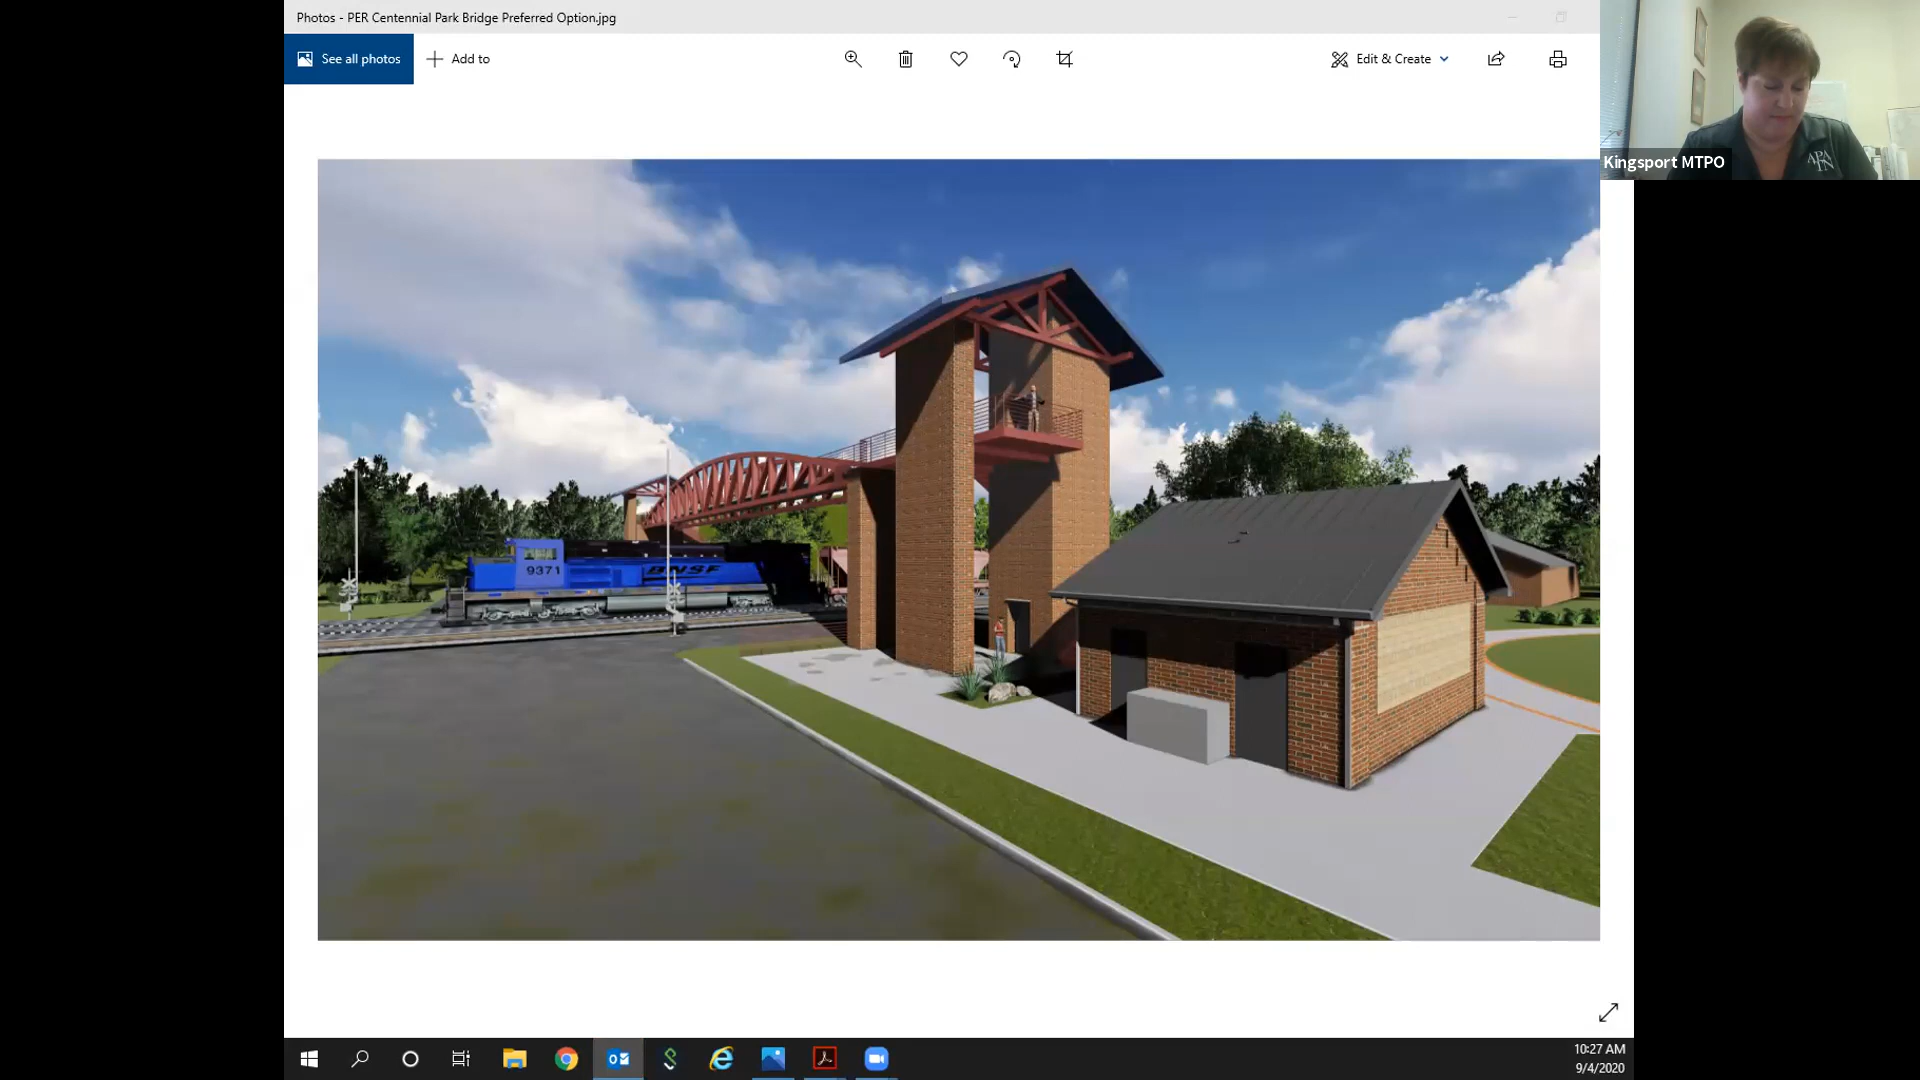 Photos - PER Centennial Park Bridge Preferred Option.jpg
See all photos
Add to
Edit & Create
Kingsport MTPO
9371
BNSF
10:27 AM
9/4/2020